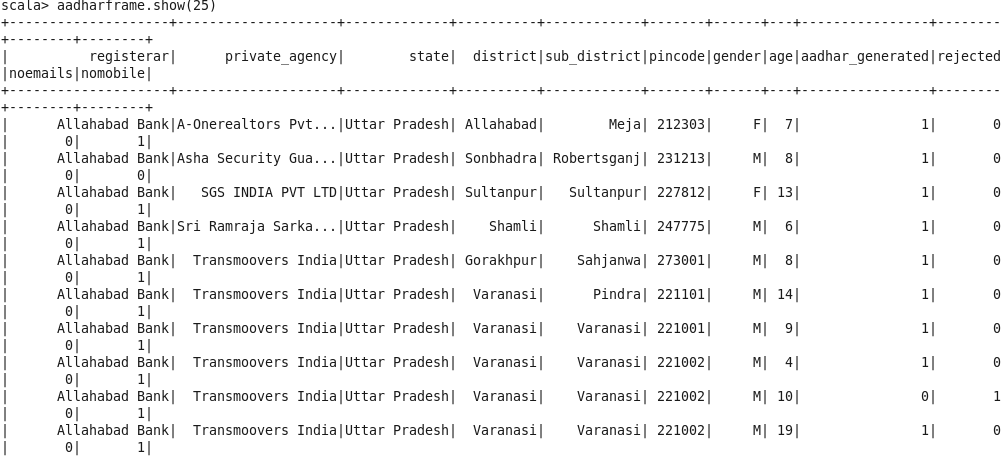 scala> aadharframe.show(25)
+--------------------+--------------------+-------------+---------+------------+-------+------+---+----------------+--------
+--------+--------+
|          registerar|      private_agency|        state| district|sub_district|pincode|gender|age|aadhar_generated|rejected
|noemails|nomobile|
+--------------------+--------------------+-------------+---------+------------+-------+------+---+----------------+--------
+--------+--------+
|      Allahabad Bank|A-Onerealtors Pvt...|Uttar Pradesh|Allahabad|        Meja| 212303|     F|  7|               1|       0
|       0|       1|
|      Allahabad Bank|Asha Security Gua...|Uttar Pradesh|Sonbhadra| Robertsganj| 231213|     M|  8|               1|       0
|       0|       0|
|      Allahabad Bank|   SGS INDIA PVT LTD|Uttar Pradesh|Sultanpur|   Sultanpur| 227812|     F| 13|               1|       0
|       0|       1|
|      Allahabad Bank|Sri Ramraja Sarka...|Uttar Pradesh|   Shamli|      Shamli| 247775|     M|  6|               1|       0
|       0|       1|
|      Allahabad Bank|  Transmoovers India|Uttar Pradesh|Gorakhpur|    Sahjanwa| 273001|     M|  8|               1|       0
|       0|       1|
|      Allahabad Bank|  Transmoovers India|Uttar Pradesh| Varanasi|      Pindra| 221101|     M| 14|               1|       0
|       0|       1|
|      Allahabad Bank|  Transmoovers India|Uttar Pradesh| Varanasi|    Varanasi| 221001|     M|  9|               1|       0
|       0|       1|
|      Allahabad Bank|  Transmoovers India|Uttar Pradesh| Varanasi|    Varanasi| 221002|     M|  4|               1|       0
|       0|       1|
|      Allahabad Bank|  Transmoovers India|Uttar Pradesh| Varanasi|    Varanasi| 221002|     M| 10|               0|       1
|       0|       1|
|      Allahabad Bank|  Transmoovers India|Uttar Pradesh| Varanasi|    Varanasi| 221002|     M| 19|               1|       0
|       0|       1|